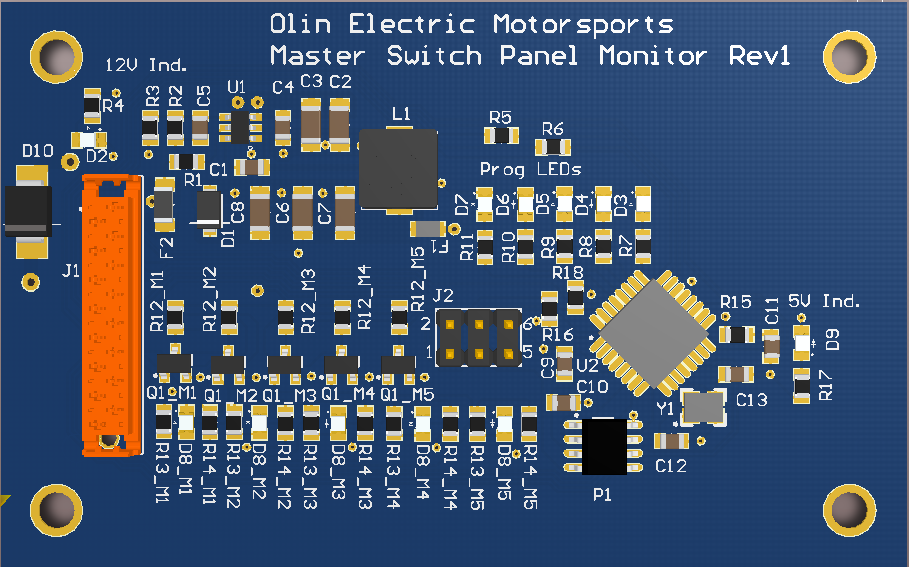 Olin Electric Motorsports
Master Switch Panel Monitor Rev1
12V Ind.
R4
R3
R2
C5
U1
C4
C3
C2
L1
R5
R6
Prog LEDs
D10
D2
R1
C1
F2
D1
C8
C6
C7
F1
D7
D6
D5
D4
D3
R11
R10
R9
R8
R7
J1
R12_M1
R12_M2
R12_M3
R12_M4
R12_M5
J2
2
6
1
5
R18
R16
R15
C11
5V Ind.
D9
R17
C9
U2
C10
C13
Y1
C12
P1
Q1_M1
Q1_M2
Q1_M3
Q1_M4
Q1_M5
R13_M1
D8_M1
R14_M1
R13_M2
D8_M2
R14_M2
R13_M3
D8_M3
R14_M3
R13_M4
D8_M4
R14_M4
R13_M5
D8_M5
R14_M5